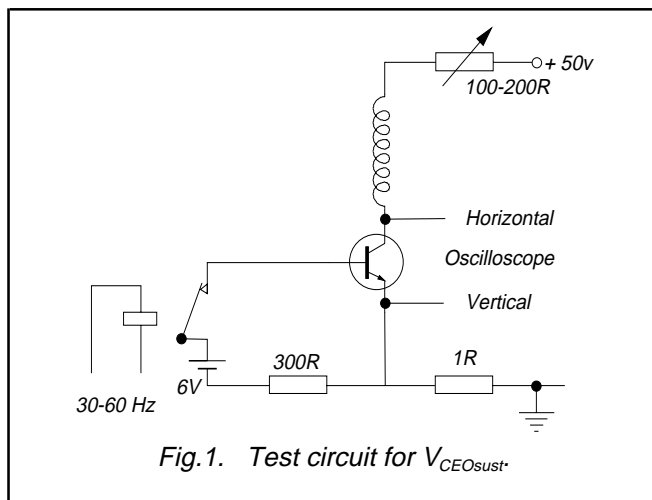 + 50v
100-200R
Horizontal
Oscilloscope
Vertical
300R
1R
6V
30-60 Hz
Fig.1. Test circuit for VCEOsust.